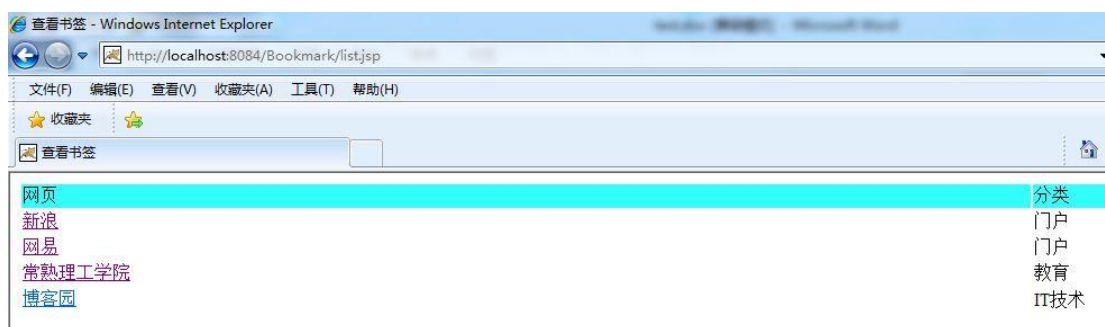 查看书签 - Windows Internet Explorer
http://localhost:8084/Bookmark/list.jsp
文件(F) 编辑(E) 查看(V) 收藏夹(A) 工具(T) 帮助(H)
收藏夹
查看书签
网页 分类
新浪 门户
网易 门户
常熟理工学院 教育
博客园 IT技术